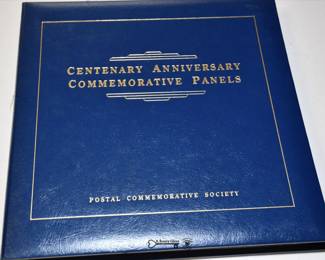 CENTENARY ANNIVERSARY
COMMEMORATIVE PANELS
POSTAL COMMEMORATIVE SOCIETY